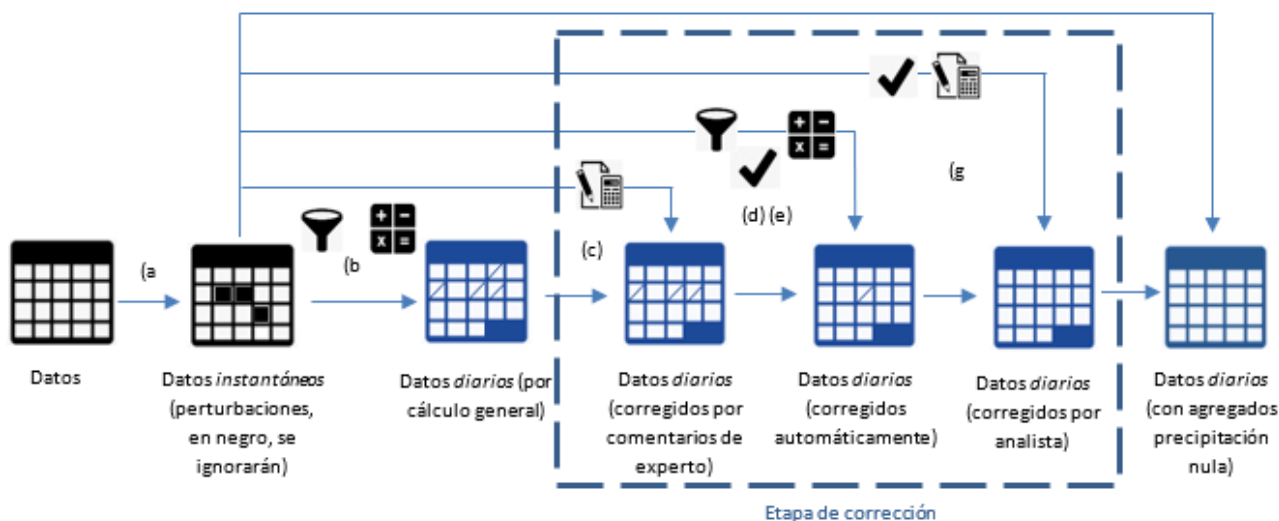 (g
(d) (e)
(a
(b
(c)
Datos
Datos instantáneos
(perturbaciones,
en negro, se
ignorarán)
Datos diarios (por
cálculo general)
Datos diarios
(corregidos por
comentarios de
experto)
Datos diarios
(corregidos
automáticamente)
Datos diarios
(corregidos por
analista)
Datos diarios
(con agregados
precipitación
nula)
Etapa de corrección